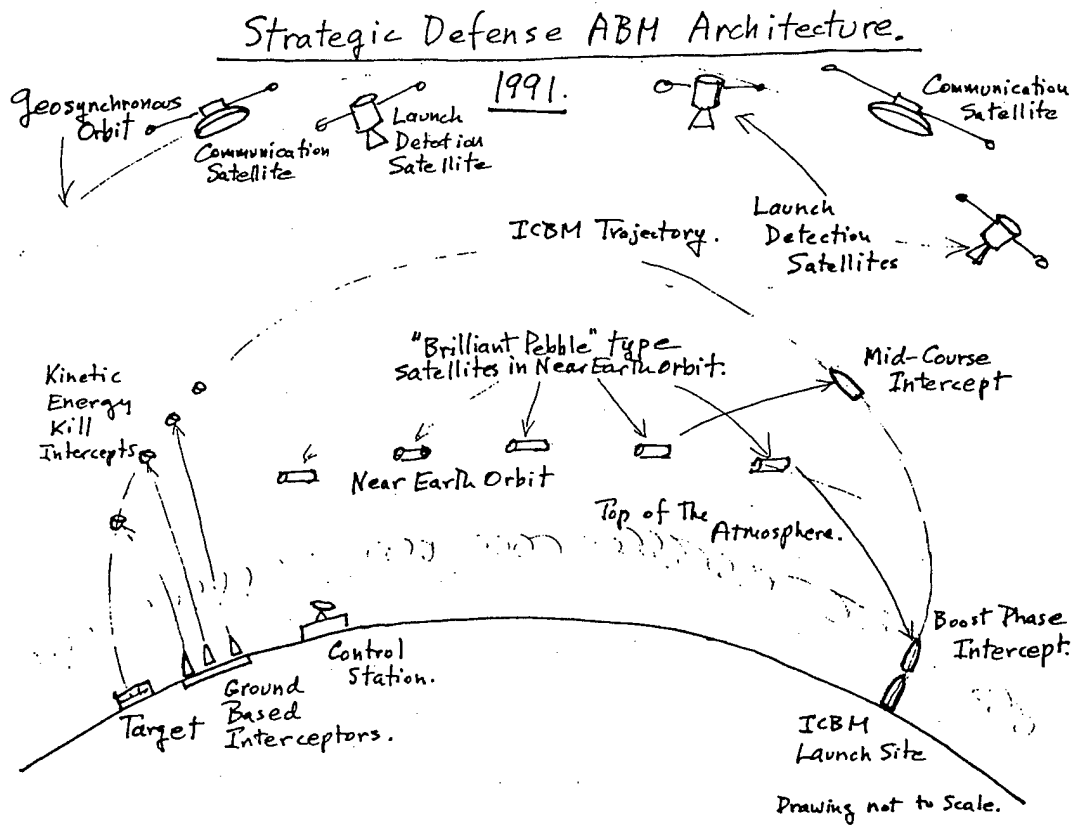 Strategic Defense ABM Architecture.
1991.
Geosynchronous
Orbit
Communication
Satellite
Launch
Detction
Satellite
Communication
Satellite
Launch
Detection
Satellites
ICBM Trajectory.
"Brilliant Pebble" type
satellites in Near Earth Orbit.
Mid-Course
Intercept
Kinetic
Energy
Kill
Intercepts
Near Earth Orbit
Top of The
Atmosphere.
Boost Phase
Intercept.
Control
Station.
Ground
Based
Interceptors.
Target
ICBM
Launch Site
Drawing not to Scale.